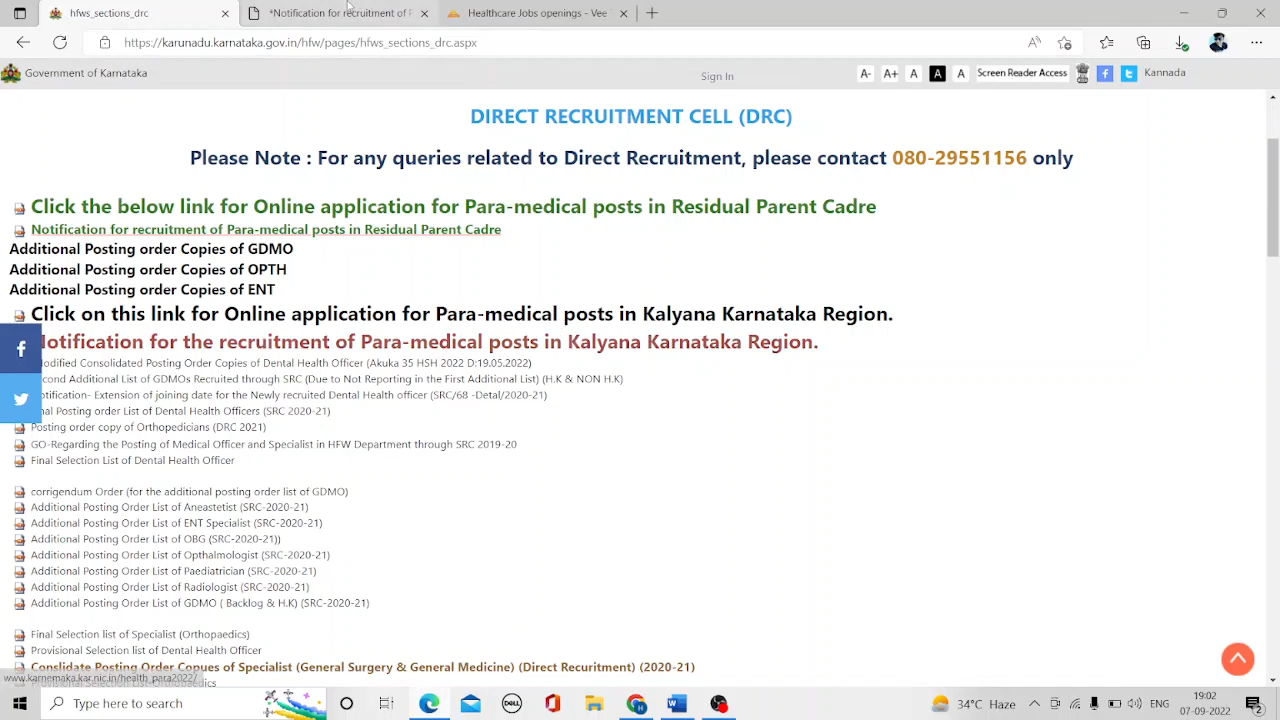 hfws_sections_drc
*Notification for recruitment of P
Healthcare Jobs openings - Vee
https://karunadu.karnataka.gov.in/hfw/pages/hfws_sections_drc.aspx
Government of Karnataka
Sign In
A- A+ A A A Screen Reader Access Kannada
DIRECT RECRUITMENT CELL (DRC)
Please Note : For any queries related to Direct Recruitment, please contact 080-29551156 only
Click the below link for Online application for Para-medical posts in Residual Parent Cadre
Notification for recruitment of Para-medical posts in Residual Parent Cadre
Additional Posting order Copies of GDMO
Additional Posting order Copies of OPTH
Additional Posting order Copies of ENT
Click on this link for Online application for Para-medical posts in Kalyana Karnataka Region.
Notification for the recruitment of Para-medical posts in Kalyana Karnataka Region.
Modified Consolidated Posting Order Copies of Dental Health Officer (Akuka 35 HSH 2022 D:19.05.2022)
cond Additional List of GDMOs Recruited through SRC (Due to Not Reporting in the First Additional List) (H.K & NON H.K)
otification- Extension of joining date for the Newly recruited Dental Health officer (SRC/68 -Detal/2020-21)
nal Posting order List of Dental Health Officers (SRC 2020-21)
Posting order copy of Orthopedicians (DRC 2021)
GO-Regarding the Posting of Medical Officer and Specialist in HFW Department through SRC 2019-20
Final Selection List of Dental Health Officer
corrigendum Order (for the additional posting order list of GDMO)
Additional Posting Order List of Aneastetist (SRC-2020-21)
Additional Posting Order List of ENT Specialist (SRC-2020-21)
Additional Posting Order List of OBG (SRC-2020-21))
Additional Posting Order List of Opthalmologist (SRC-2020-21)
Additional Posting Order List of Paediatrician (SRC-2020-21)
Additional Posting Order List of Radiologist (SRC-2020-21)
Additional Posting Order List of GDMO ( Backlog & H.K) (SRC-2020-21)
Final Selection list of Specialist (Orthopaedics)
Provisional Selection list of Dental Health Officer
Conslidate Posting Order Copues of Specialist (General Surgery & General Medicine) (Direct Recuritment) (2020-21)
www.karnemaka.kar.nic.in/health_para2022/
Provisional Selection List-Orthopaedics
Type here to search
34°C Haze
ENG
19:02
07-09-2022
2